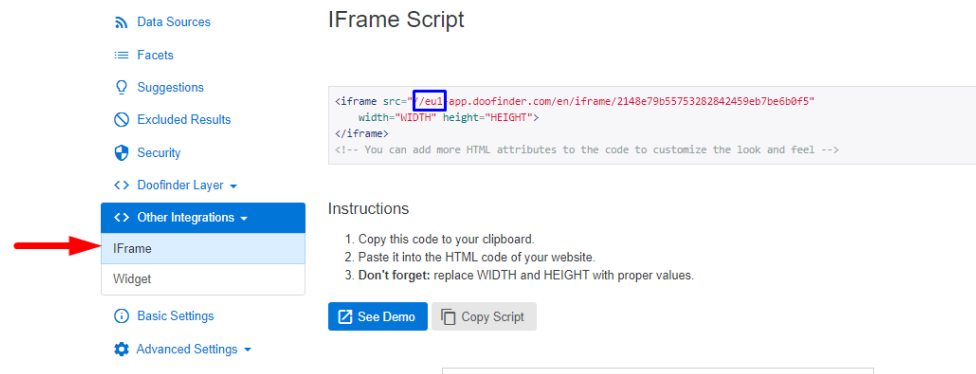 Data Sources
Facets
Suggestions
Excluded Results
Security
Doofinder Layer
Other Integrations
IFrame
Widget
Basic Settings
Advanced Settings
IFrame Script
<iframe src="//eu1-app.doofinder.com/en/iframe/2148e79b55753282842459eb7be6b0f5"
width="WIDTH" height="HEIGHT">
</iframe>
<!-- You can add more HTML attributes to the code to customize the look and feel -->
Instructions
1. Copy this code to your clipboard.
2. Paste it into the HTML code of your website.
3. Don't forget: replace WIDTH and HEIGHT with proper values.
See Demo
Copy Script